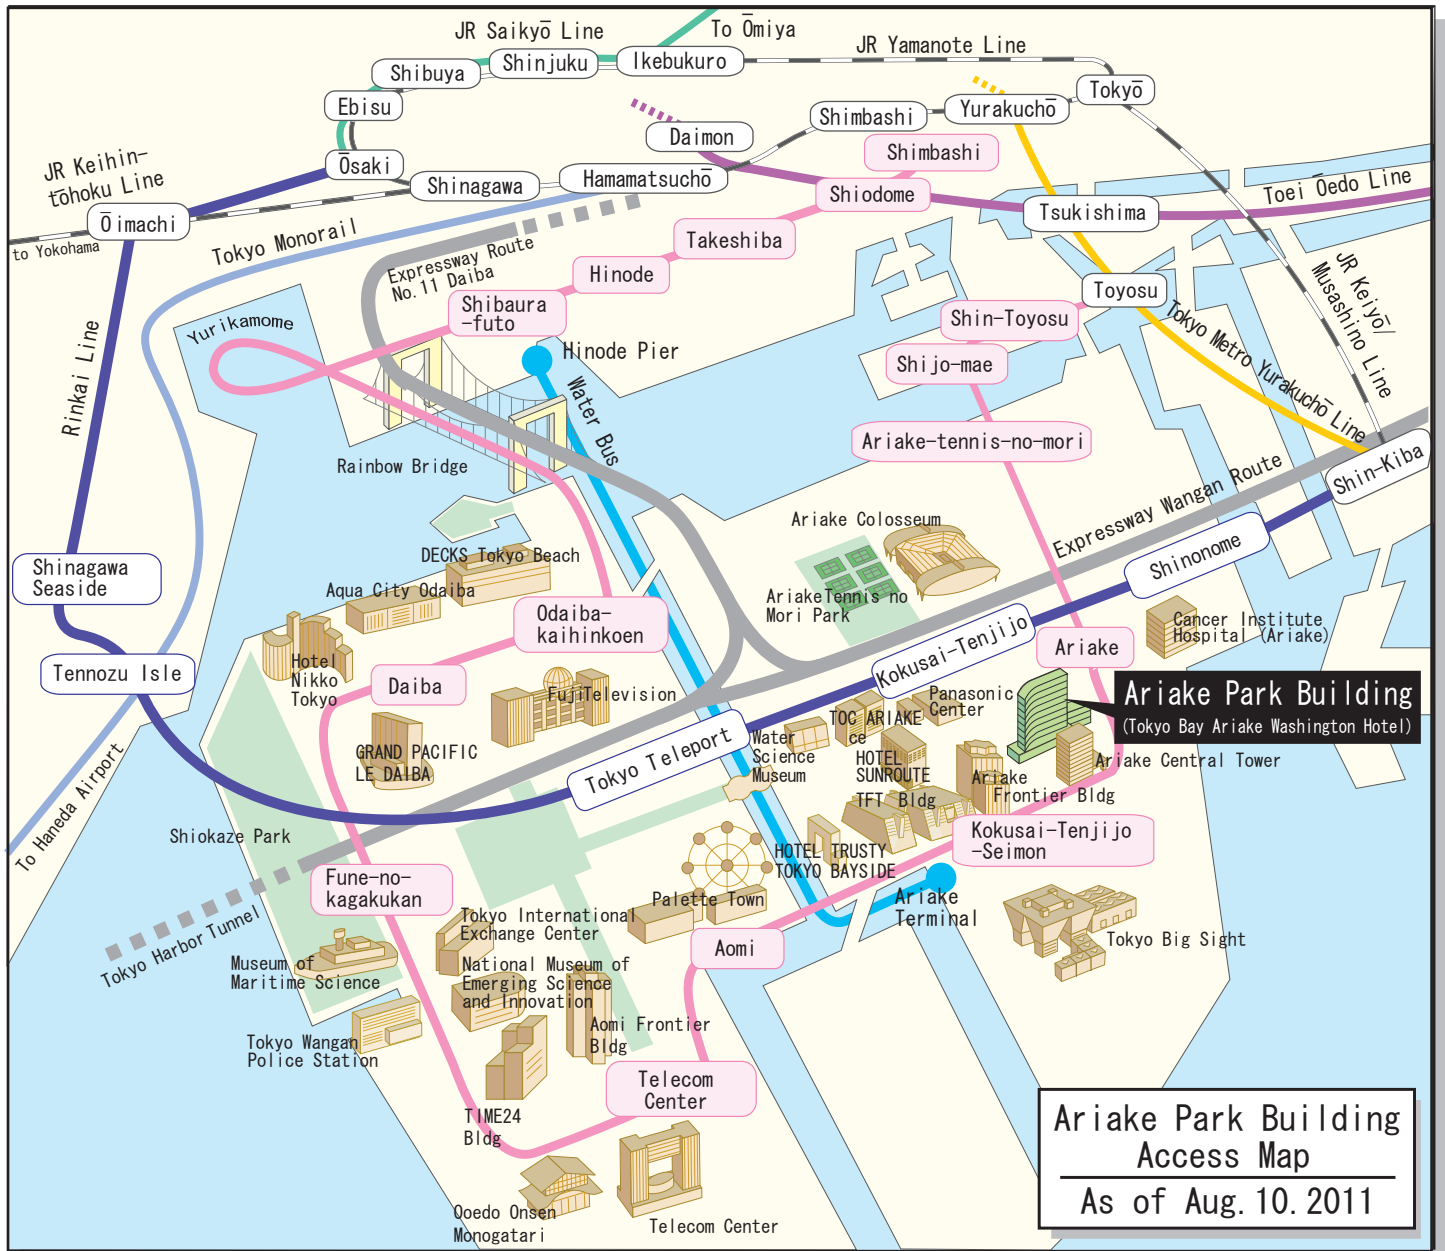 JR Saikyō Line
To Ōmiya
JR Yamanote Line
Shibuya
Shinjuku
Ikebukuro
Ebisu
Tokyō
Yurakuchō
Shimbashi
Daimon
Shimbashi
JR Keihin-
tōhoku Line
Ōsaki
Shinagawa
Hamamatsuchō
Shiodome
Toei Ōedo Line
Ōimachi
to Yokohama
Tsukishima
Tokyo Monorail
Takeshiba
Expressway Route
No.11 Daiba
Hinode
JR Keiyō/
Musashino Line
Toyosu
Shibaura
-futo
Shin-Toyosu
Yurikamome
Tokyo Metro Yurakuchō Line
Hinode Pier
Shijo-mae
Rinkai Line
Water Bus
Ariake-tennis-no-mori
Rainbow Bridge
Shin-Kiba
Expressway Wangan Route
Ariake Colosseum
DECKS Tokyo Beach
Shinagawa
Seaside
Aqua City Odaiba
Ariake Tennis no
Mori Park
Shinonome
Odaiba-
kaihinkoen
Cancer Institute
Hospital (Ariake)
Kokusai-Tenjijo
Ariake
Tennozu Isle
Hotel
Nikko
Tokyo
Daiba
FujiTelevision
Panasonic
Center
Ariake Park Building
(Tokyo Bay Ariake Washington Hotel)
TOC ARIAKE
ce
GRAND PACIFIC
LE DAIBA
Tokyo Teleport
Water
Science
Museum
HOTEL
SUNROUTE
Ariake Central Tower
Ariake
Frontier Bldg
TFT Bldg
To Haneda Airport
Shiokaze Park
Kokusai-Tenjijo
-Seimon
HOTEL TRUSTY
TOKYO BAYSIDE
Fune-no-
kagakukan
Palette Town
Ariake
Terminal
Tokyo Harbor Tunnel
Tokyo International
Exchange Center
Aomi
Tokyo Big Sight
Museum of
Maritime Science
National Museum of
Emerging Science
and Innovation
Aomi Frontier
Bldg
Tokyo Wangan
Police Station
Telecom
Center
TIME24
Bldg
Ooedo Onsen
Monogatari
Telecom Center
Ariake Park Building
Access Map
As of Aug.10.2011